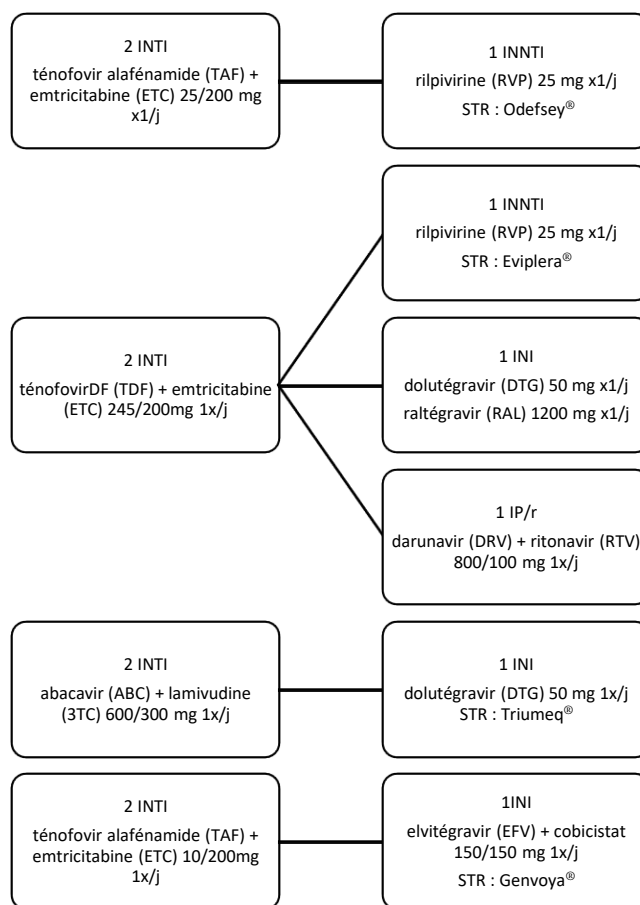 2 INTI
ténofovir alafénamide (TAF) +
emtricitabine (ETC) 25/200 mg
x1/j
1 INNTI
rilpivirine (RVP) 25 mg x1/j
STR : Odefsey®
1 INNTI
rilpivirine (RVP) 25 mg x1/j
STR : Eviplera®
2 INTI
ténofovirDF (TDF) + emtricitabine
(ETC) 245/200mg 1x/j
1 INI
dolutégravir (DTG) 50 mg x1/j
raltégravir (RAL) 1200 mg x1/j
1 IP/r
darunavir (DRV) + ritonavir (RTV)
800/100 mg 1x/j
2 INTI
abacavir (ABC) + lamivudine
(3TC) 600/300 mg 1x/j
1 INI
dolutégravir (DTG) 50 mg 1x/j
STR : Triumeq®
2 INTI
ténofovir alafénamide (TAF) +
emtricitabine (ETC) 10/200mg
1x/j
1INI
elvitégravir (EFV) + cobicistat
150/150 mg 1x/j
STR : Genvoya®